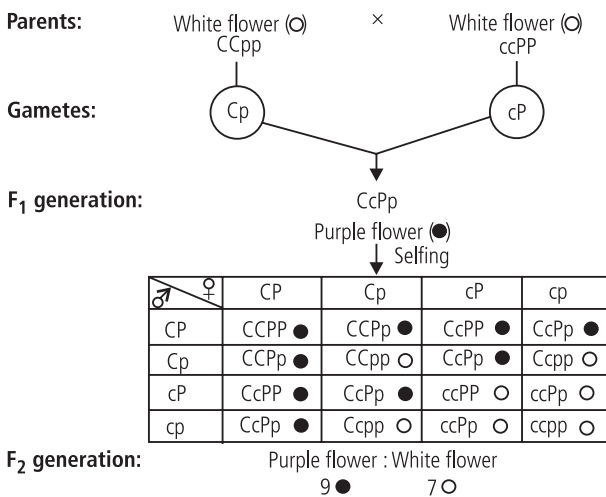 Parents: White flower (O) × White flower (O)
CCpp ccPP
Gametes: Cp cP
F₁ generation: CcPp
Purple flower (●)
Selfing
♂ ♀ CP Cp cP cp
CP CCPP ● CCPp ● CcPP ● CcPp ●
Cp CCPp ● CCpp O CcPp ● Ccpp O
cP CcPP ● CcPp ● ccPP O ccPp O
cp CcPp ● Ccpp O ccPp O ccpp O
F₂ generation: Purple flower : White flower
9 ● 7 O